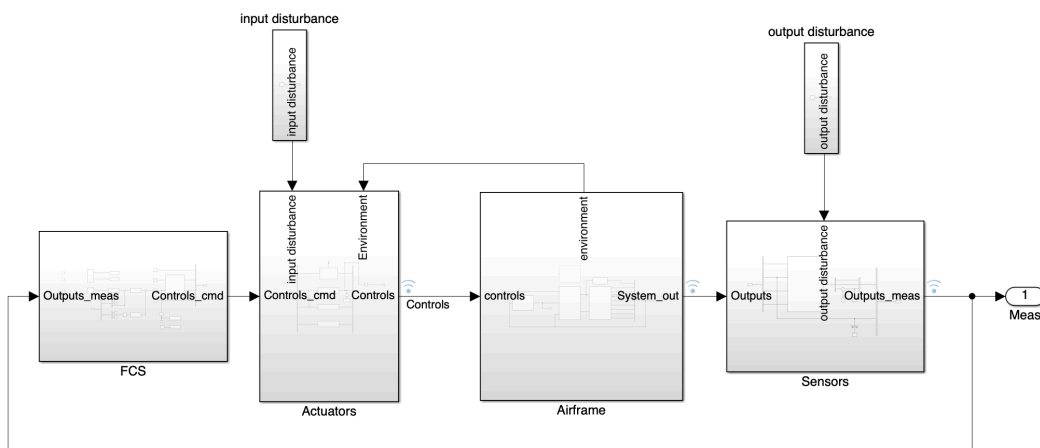 input disturbance
output disturbance
input disturbance
output disturbance
input disturbance
Environment
environment
output disturbance
Outputs_meas
Controls_cmd
Controls_cmd
Controls
Controls
controls
System_out
Outputs
Outputs_meas
1
Meas
FCS
Actuators
Airframe
Sensors